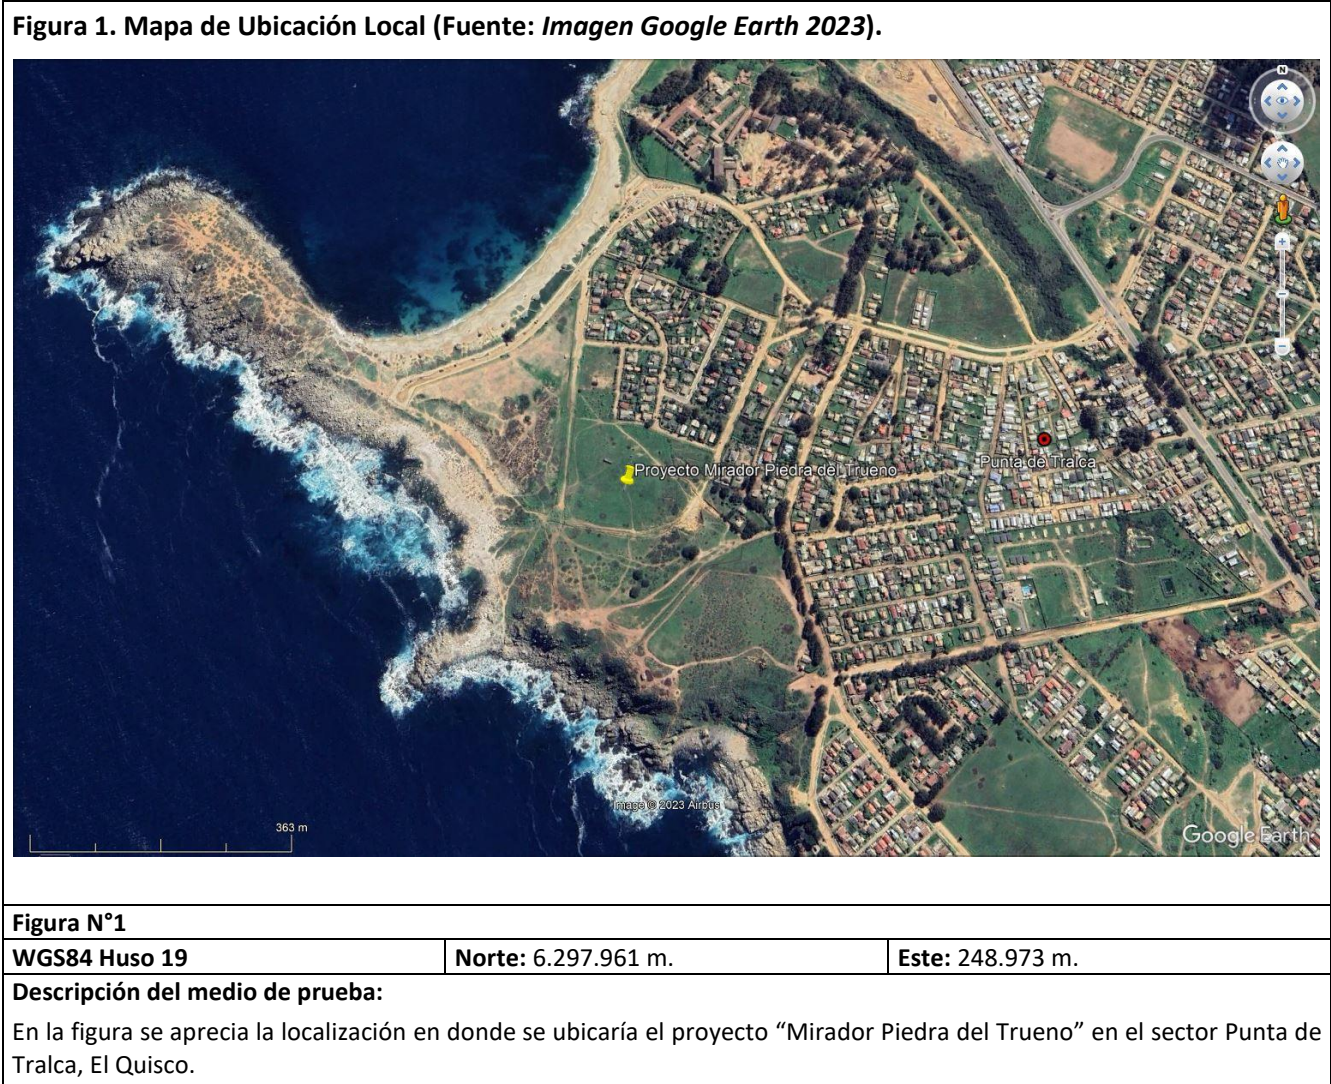 Figura 1. Mapa de Ubicación Local (Fuente: Imagen Google Earth 2023).
N
Proyecto Mirador Piedra del Trueno
Punta de Tralca
Image © 2023 Airbus
363 m
Google Earth
Figura N°1
WGS84 Huso 19 Norte: 6.297.961 m. Este: 248.973 m.
Descripción del medio de prueba:
En la figura se aprecia la localización en donde se ubicaría el proyecto “Mirador Piedra del Trueno” en el sector Punta de
Tralca, El Quisco.